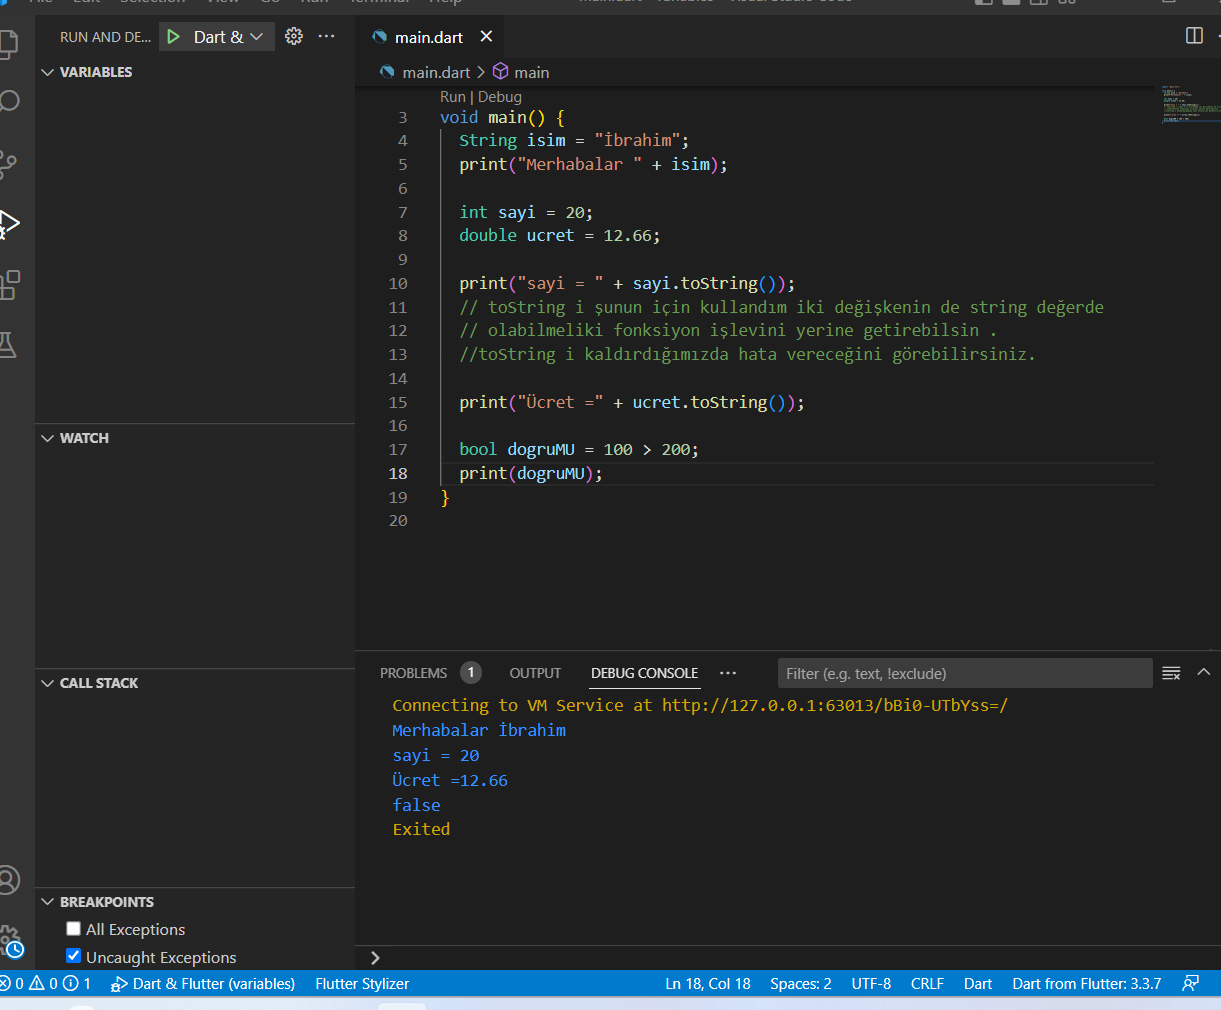 RUN AND DE... Dart &
main.dart
VARIABLES
main.dart > main
Run | Debug
3 void main() {
4 String isim = "İbrahim";
5 print("Merhabalar " + isim);
6
7 int sayi = 20;
8 double ucret = 12.66;
9
10 print("sayi = " + sayi.toString());
11 // toString i şunun için kullandım iki değişkenin de string değerde
12 // olabilmeliki fonksiyon işlevini yerine getirebilsin .
13 //toString i kaldırdığımızda hata vereceğini görebilirsiniz.
14
15 print("Ücret =" + ucret.toString());
16
17 bool dogruMU = 100 > 200;
18 print(dogruMU);
19 }
20
WATCH
CALL STACK
BREAKPOINTS
All Exceptions
Uncaught Exceptions
PROBLEMS 1 OUTPUT DEBUG CONSOLE ... Filter (e.g. text, !exclude)
Connecting to VM Service at http://127.0.0.1:63013/bBi0-UTbYss=/
Merhabalar İbrahim
sayi = 20
Ücret =12.66
false
Exited
0 0 1 Dart & Flutter (variables) Flutter Stylizer Ln 18, Col 18 Spaces: 2 UTF-8 CRLF Dart Dart from Flutter: 3.3.7